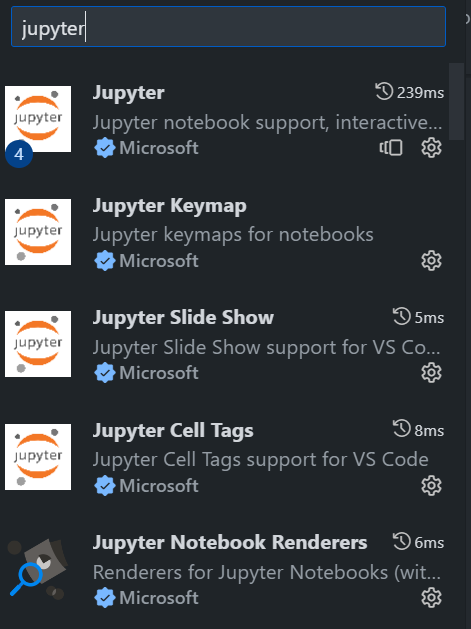 jupyter
jupyter
4
Jupyter
239ms
Jupyter notebook support, interactive...
Microsoft
jupyter
Jupyter Keymap
Jupyter keymaps for notebooks
Microsoft
jupyter
Jupyter Slide Show
5ms
Jupyter Slide Show support for VS Co...
Microsoft
jupyter
Jupyter Cell Tags
8ms
Jupyter Cell Tags support for VS Code
Microsoft
Jupyter Notebook Renderers
6ms
Renderers for Jupyter Notebooks (wit...
Microsoft